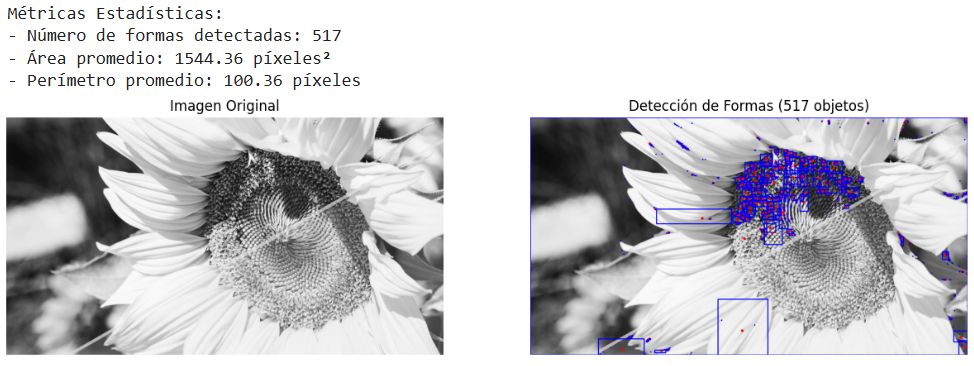 Métricas Estadísticas:
- Número de formas detectadas: 517
- Área promedio: 1544.36 píxeles²
- Perímetro promedio: 100.36 píxeles
Imagen Original
Detección de Formas (517 objetos)